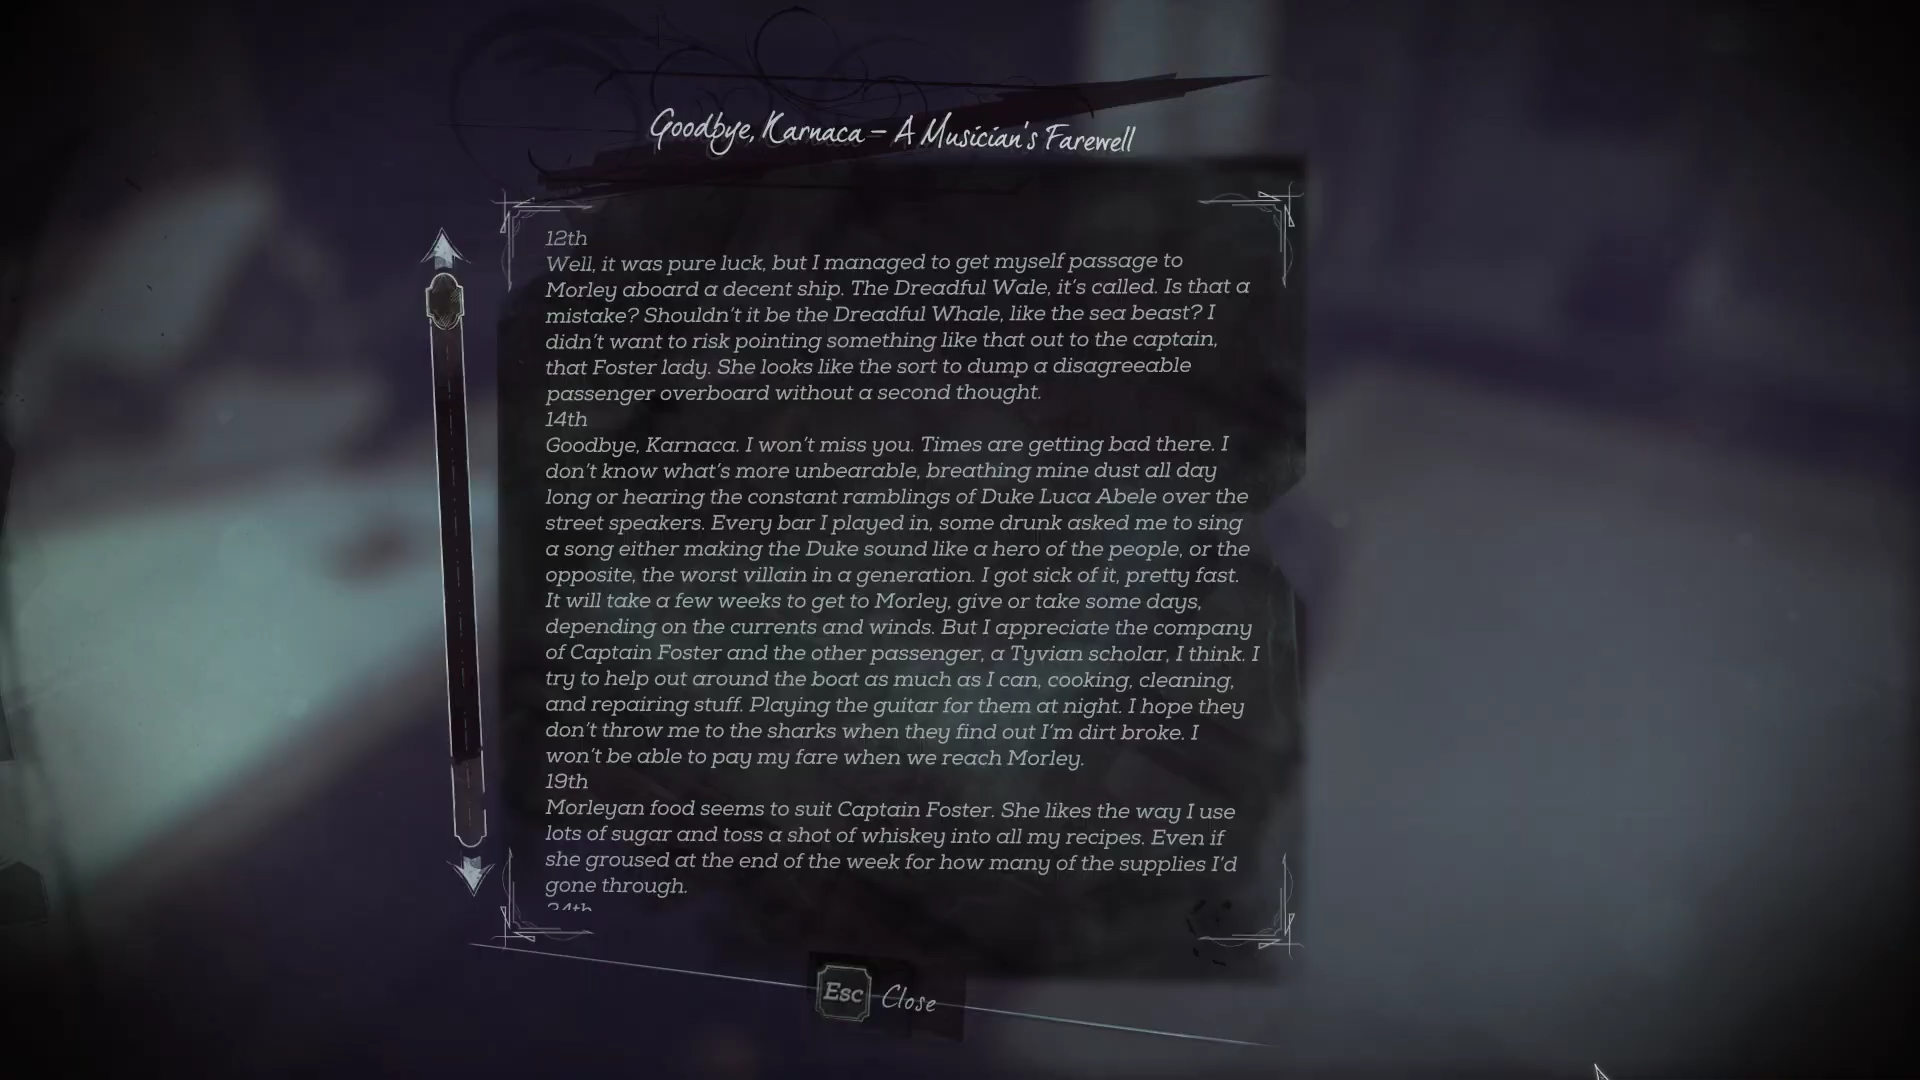 Goodbye, Karnaca – A Musician's Farewell
12th
Well, it was pure luck, but I managed to get myself passage to
Morley aboard a decent ship. The Dreadful Wale, it's called. Is that a
mistake? Shouldn't it be the Dreadful Whale, like the sea beast? I
didn't want to risk pointing something like that out to the captain,
that Foster lady. She looks like the sort to dump a disagreeable
passenger overboard without a second thought.
14th
Goodbye, Karnaca. I won't miss you. Times are getting bad there. I
don't know what's more unbearable, breathing mine dust all day
long or hearing the constant ramblings of Duke Luca Abele over the
street speakers. Every bar I played in, some drunk asked me to sing
a song either making the Duke sound like a hero of the people, or the
opposite, the worst villain in a generation. I got sick of it, pretty fast.
It will take a few weeks to get to Morley, give or take some days,
depending on the currents and winds. But I appreciate the company
of Captain Foster and the other passenger, a Tyvian scholar, I think. I
try to help out around the boat as much as I can, cooking, cleaning,
and repairing stuff. Playing the guitar for them at night. I hope they
don't throw me to the sharks when they find out I'm dirt broke. I
won't be able to pay my fare when we reach Morley.
19th
Morleyan food seems to suit Captain Foster. She likes the way I use
lots of sugar and toss a shot of whiskey into all my recipes. Even if
she groused at the end of the week for how many of the supplies I'd
gone through.
24th
Esc Close